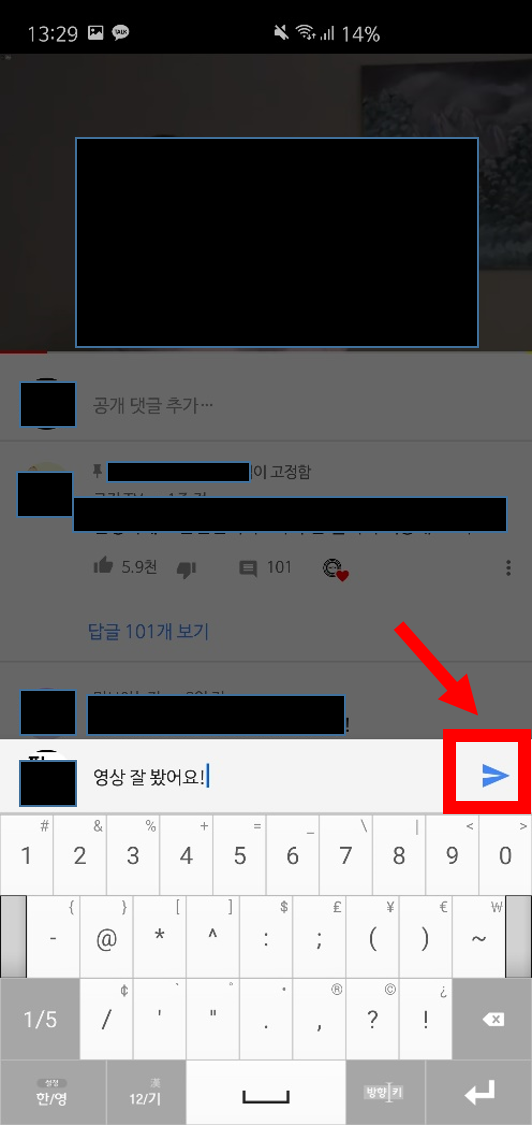 13:29 TALK 14%
공개 댓글 추가…
이 고정함
5.9천 101
답글 101개 보기
!
영상 잘 봤어요!
# & % + = _ \ | < >
1 2 3 4 5 6 7 8 9 0
{ } [ ] $ £ ¥ € ₩
- @ * ^ : ; ( ) ~
¢ ` ° • ® © ¿
1/5 / ' " . , ? !
설정 漢
한/영 12/기 방향키